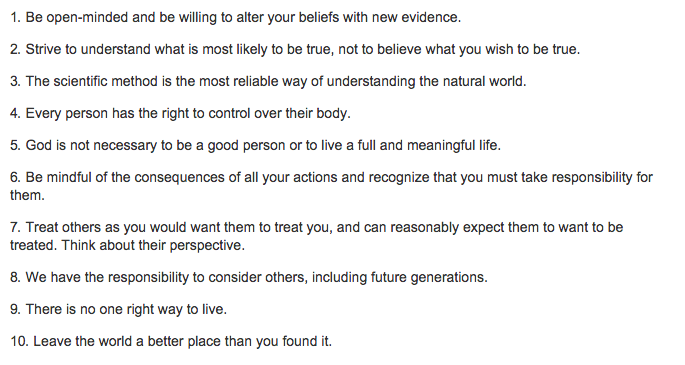 1. Be open-minded and be willing to alter your beliefs with new evidence.
2. Strive to understand what is most likely to be true, not to believe what you wish to be true.
3. The scientific method is the most reliable way of understanding the natural world.
4. Every person has the right to control over their body.
5. God is not necessary to be a good person or to live a full and meaningful life.
6. Be mindful of the consequences of all your actions and recognize that you must take responsibility for
them.
7. Treat others as you would want them to treat you, and can reasonably expect them to want to be
treated. Think about their perspective.
8. We have the responsibility to consider others, including future generations.
9. There is no one right way to live.
10. Leave the world a better place than you found it.